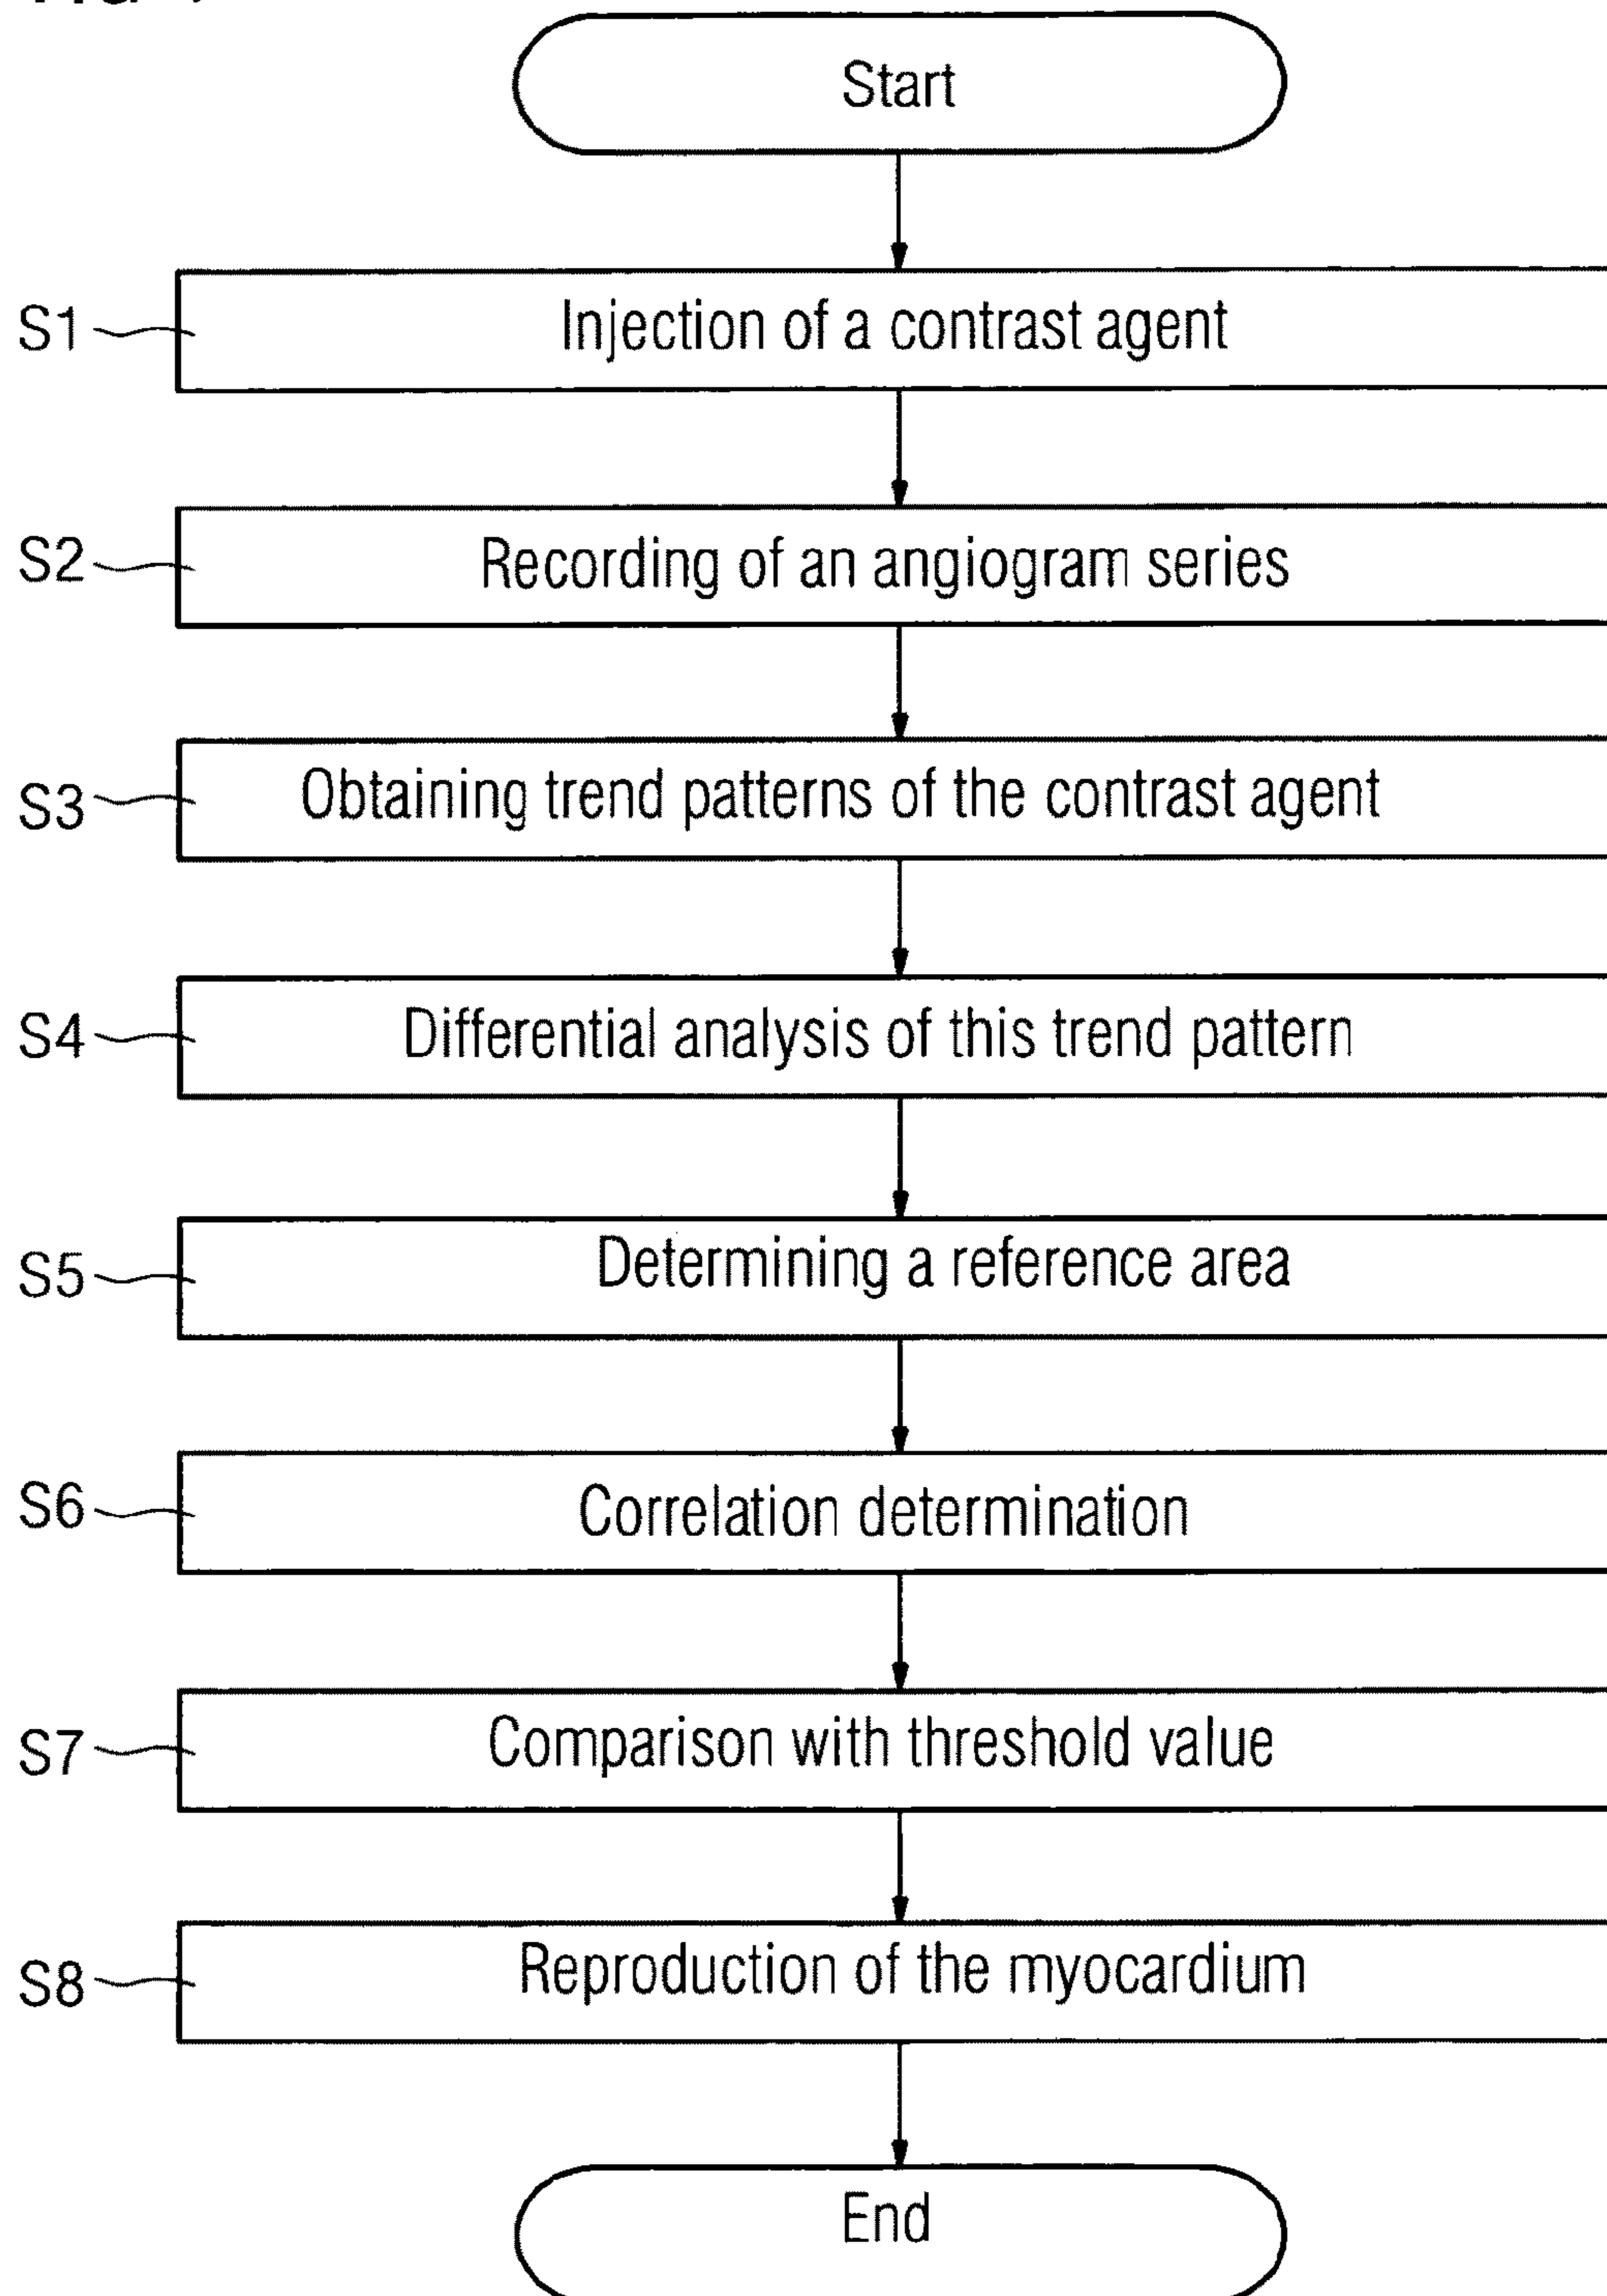 Start
S1 Injection of a contrast agent
S2 Recording of an angiogram series
S3 Obtaining trend patterns of the contrast agent
S4 Differential analysis of this trend pattern
S5 Determining a reference area
S6 Correlation determination
S7 Comparison with threshold value
S8 Reproduction of the myocardium
End